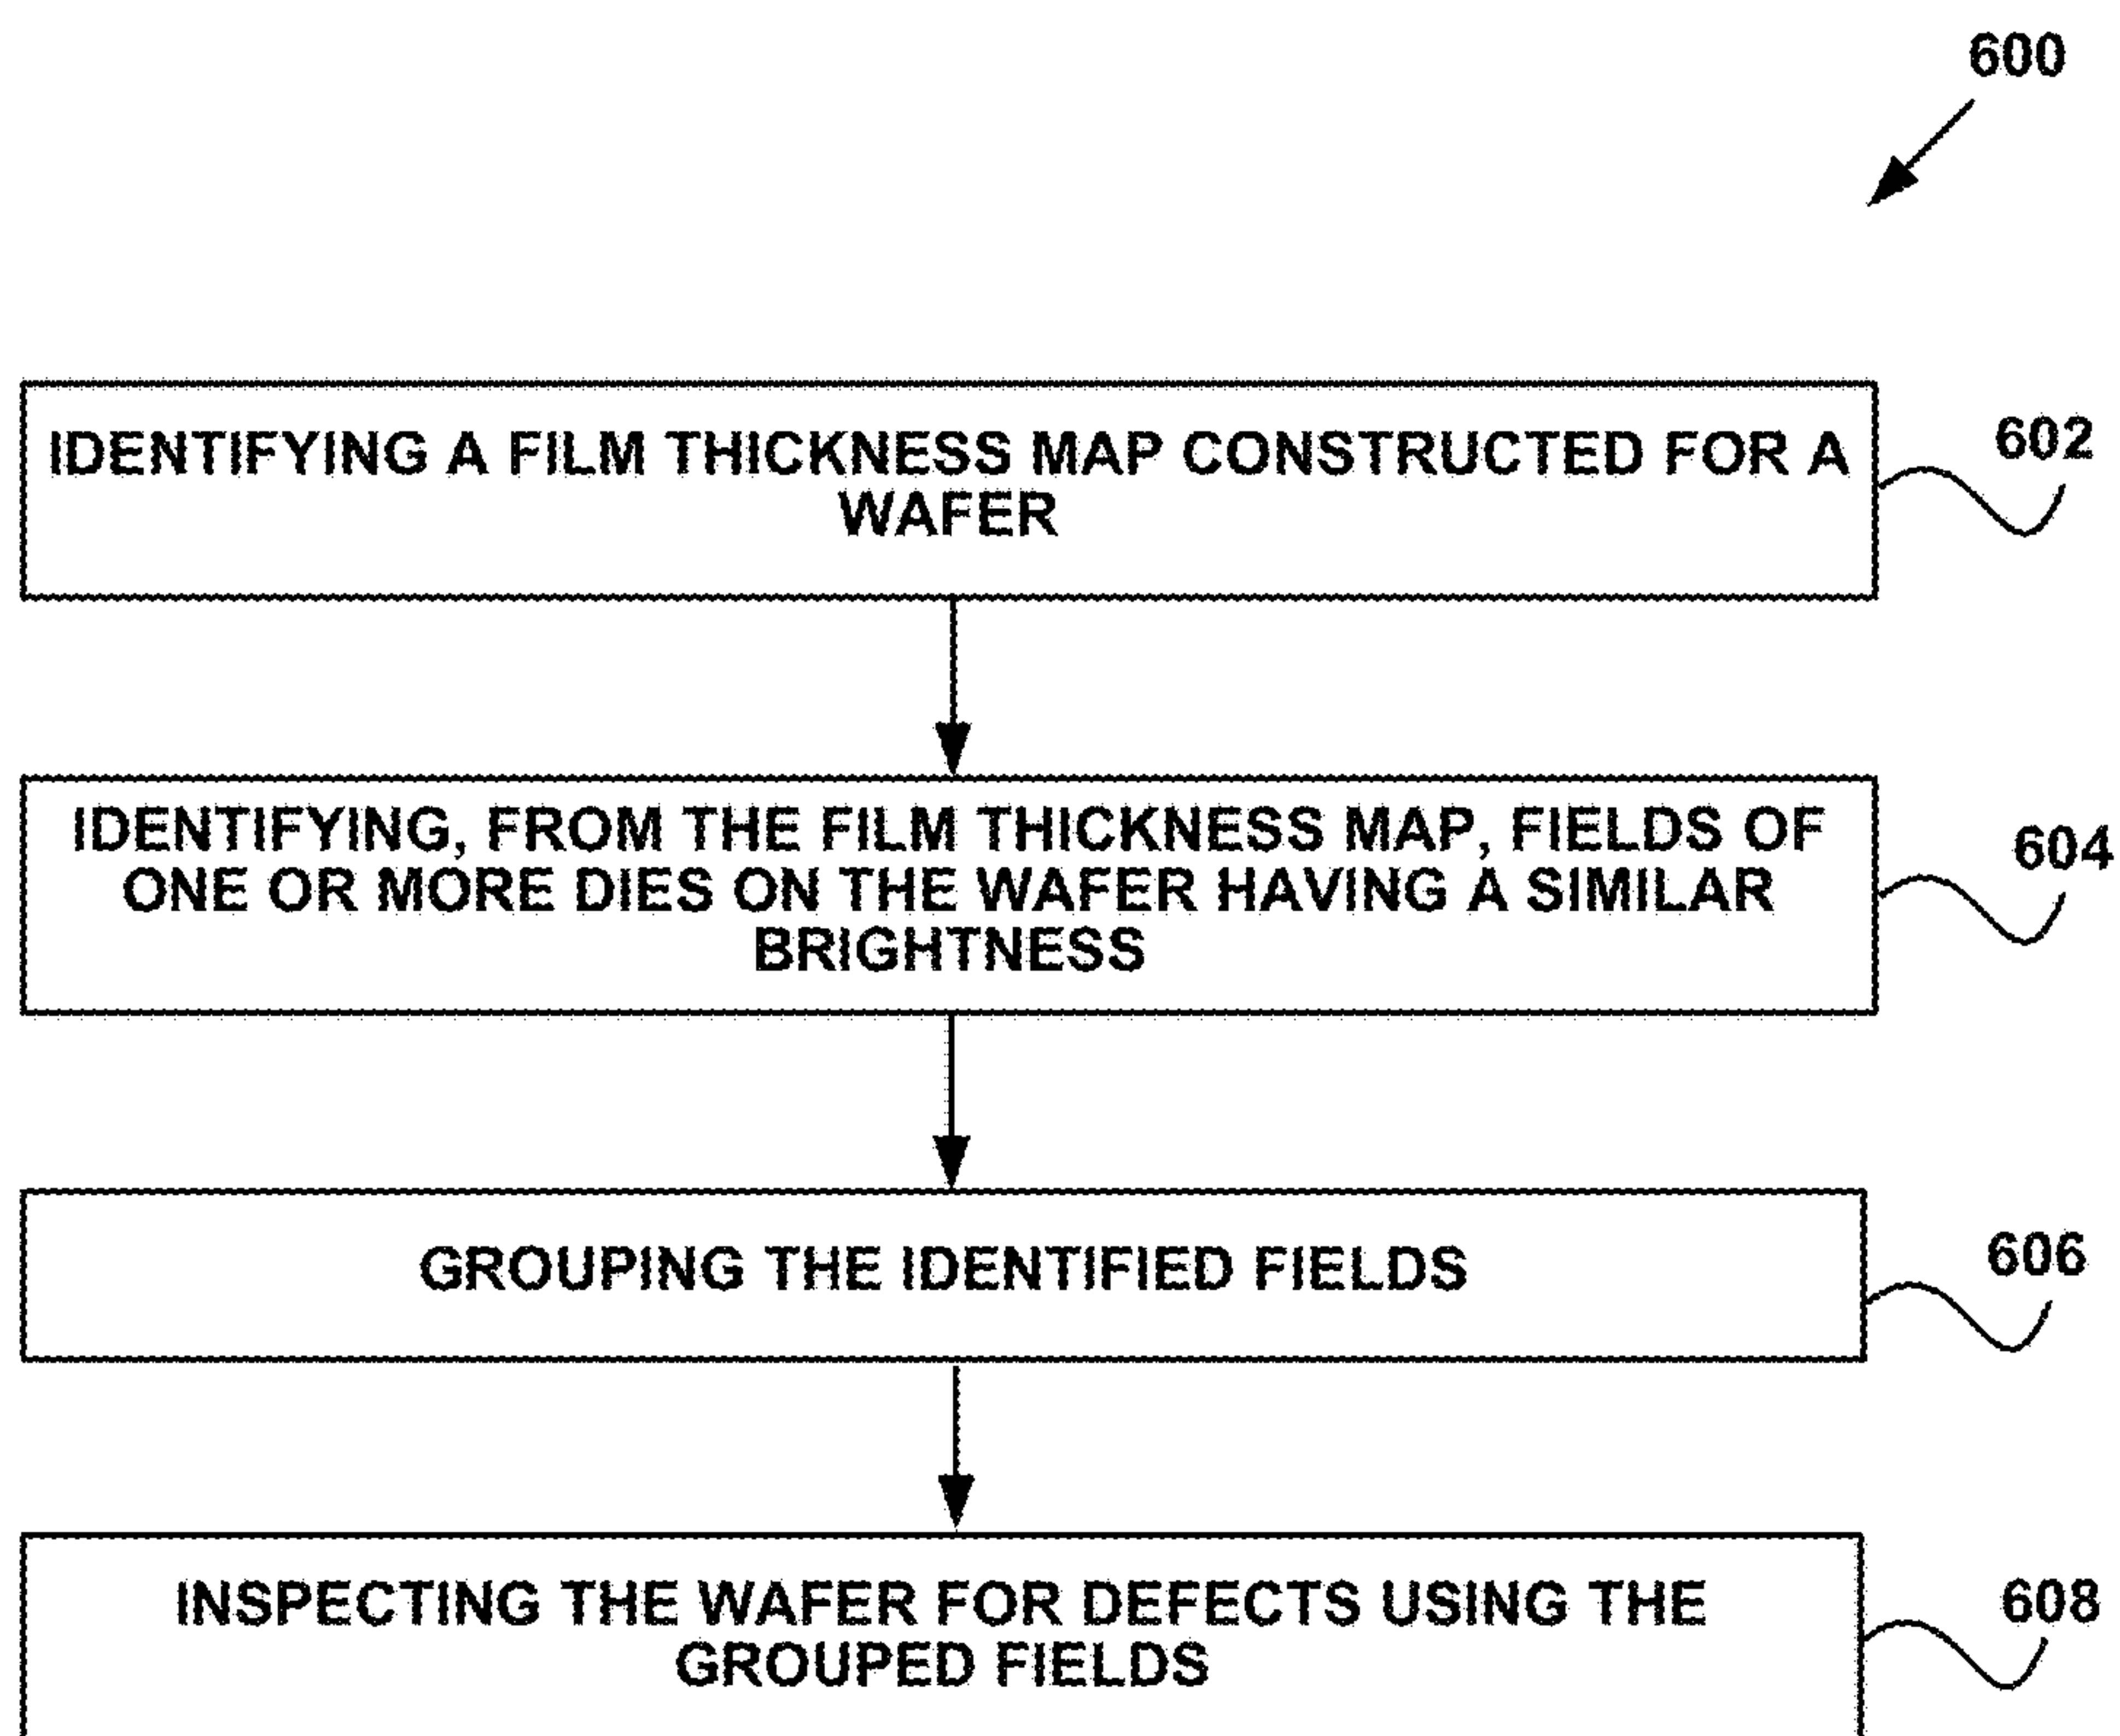 600
IDENTIFYING A FILM THICKNESS MAP CONSTRUCTED FOR A
WAFER
602
IDENTIFYING, FROM THE FILM THICKNESS MAP, FIELDS OF
ONE OR MORE DIES ON THE WAFER HAVING A SIMILAR
BRIGHTNESS
604
GROUPING THE IDENTIFIED FIELDS
606
INSPECTING THE WAFER FOR DEFECTS USING THE
GROUPED FIELDS
608